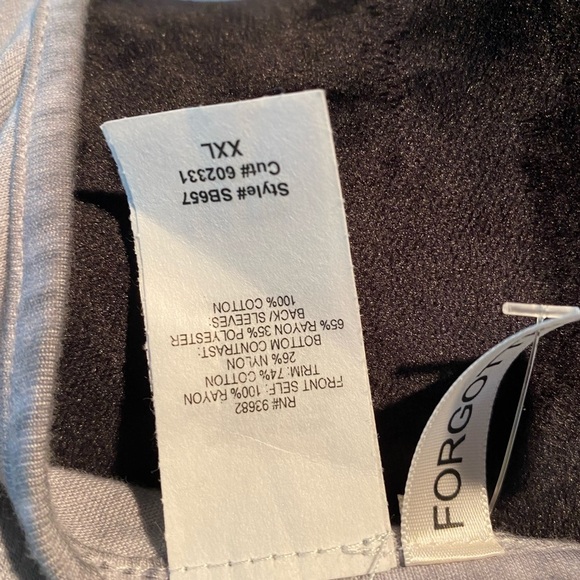 RN# 93682
FRONT SELF: 100% RAYON
TRIM: 74% COTTON
26% NYLON
BOTTOM CONTRAST:
65% RAYON 35% POLYESTER
BACK/ SLEEVES:
100% COTTON
Style# SB657
Cut# 602331
XXL
FORGOT